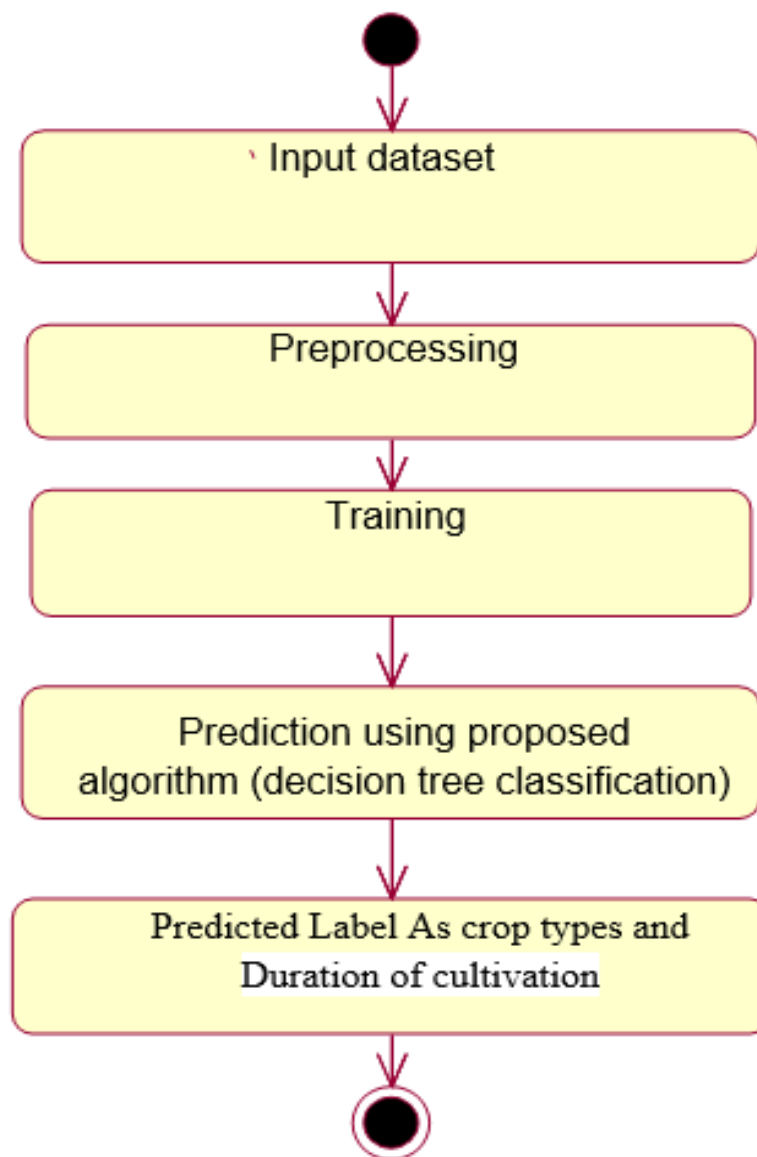 Input dataset
Preprocessing
Training
Prediction using proposed
algorithm (decision tree classification)
Predicted Label As crop types and
Duration of cultivation